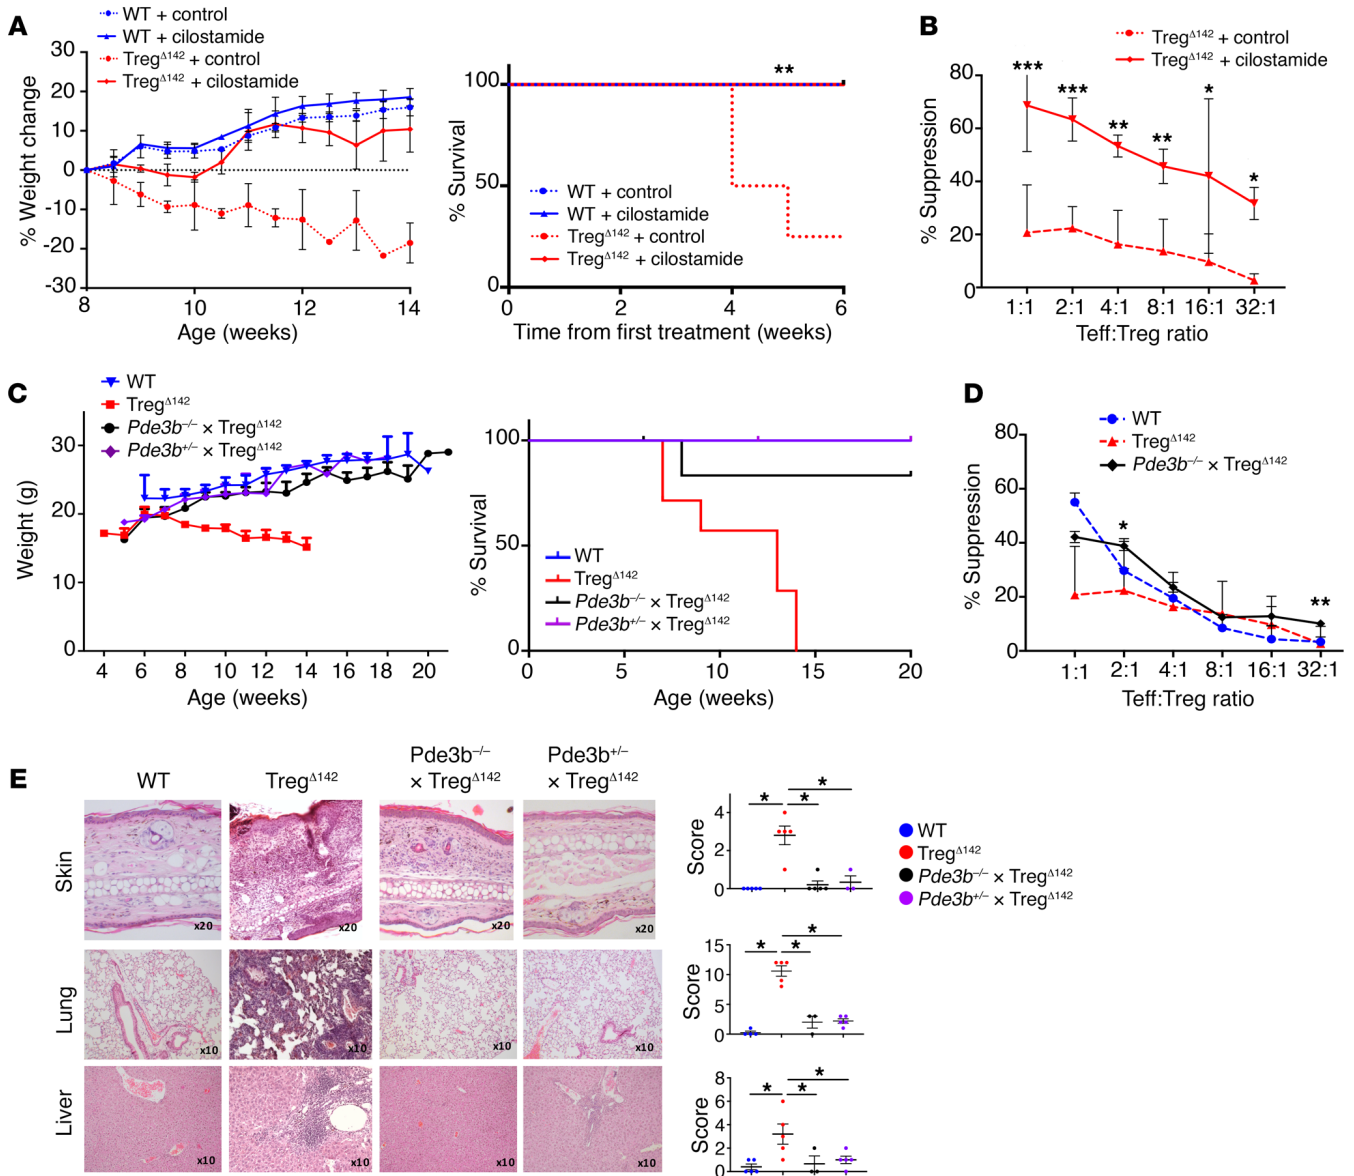 A
WT + control
WT + cilostamide
TregΔ142 + control
TregΔ142 + cilostamide
% Weight change
30
20
10
0
-10
-20
-30
8
10
12
14
Age (weeks)
% Survival
100
50
0
**
WT + control
WT + cilostamide
TregΔ142 + control
TregΔ142 + cilostamide
0
2
4
6
Time from first treatment (weeks)
B
TregΔ142 + control
TregΔ142 + cilostamide
% Suppression
80
60
40
20
0
***
***
**
**
*
*
1:1
2:1
4:1
8:1
16:1
32:1
Teff:Treg ratio
C
WT
TregΔ142
Pde3b–/– × TregΔ142
Pde3b+/– × TregΔ142
Weight (g)
30
20
10
0
4
6
8
10
12
14
16
18
20
Age (weeks)
% Survival
100
50
0
WT
TregΔ142
Pde3b–/– × TregΔ142
Pde3b+/– × TregΔ142
0
5
10
15
20
Age (weeks)
D
WT
TregΔ142
Pde3b–/– × TregΔ142
% Suppression
80
60
40
20
0
*
**
1:1
2:1
4:1
8:1
16:1
32:1
Teff:Treg ratio
E
WT
TregΔ142
Pde3b–/–
× TregΔ142
Pde3b+/–
× TregΔ142
Skin
x20
x20
x20
x20
Lung
x10
x10
x10
x10
Liver
x10
x10
x10
x10
Score
4
2
0
*
*
*
Score
15
10
5
0
*
*
*
Score
8
6
4
2
0
*
*
*
WT
TregΔ142
Pde3b–/– × TregΔ142
Pde3b+/– × TregΔ142